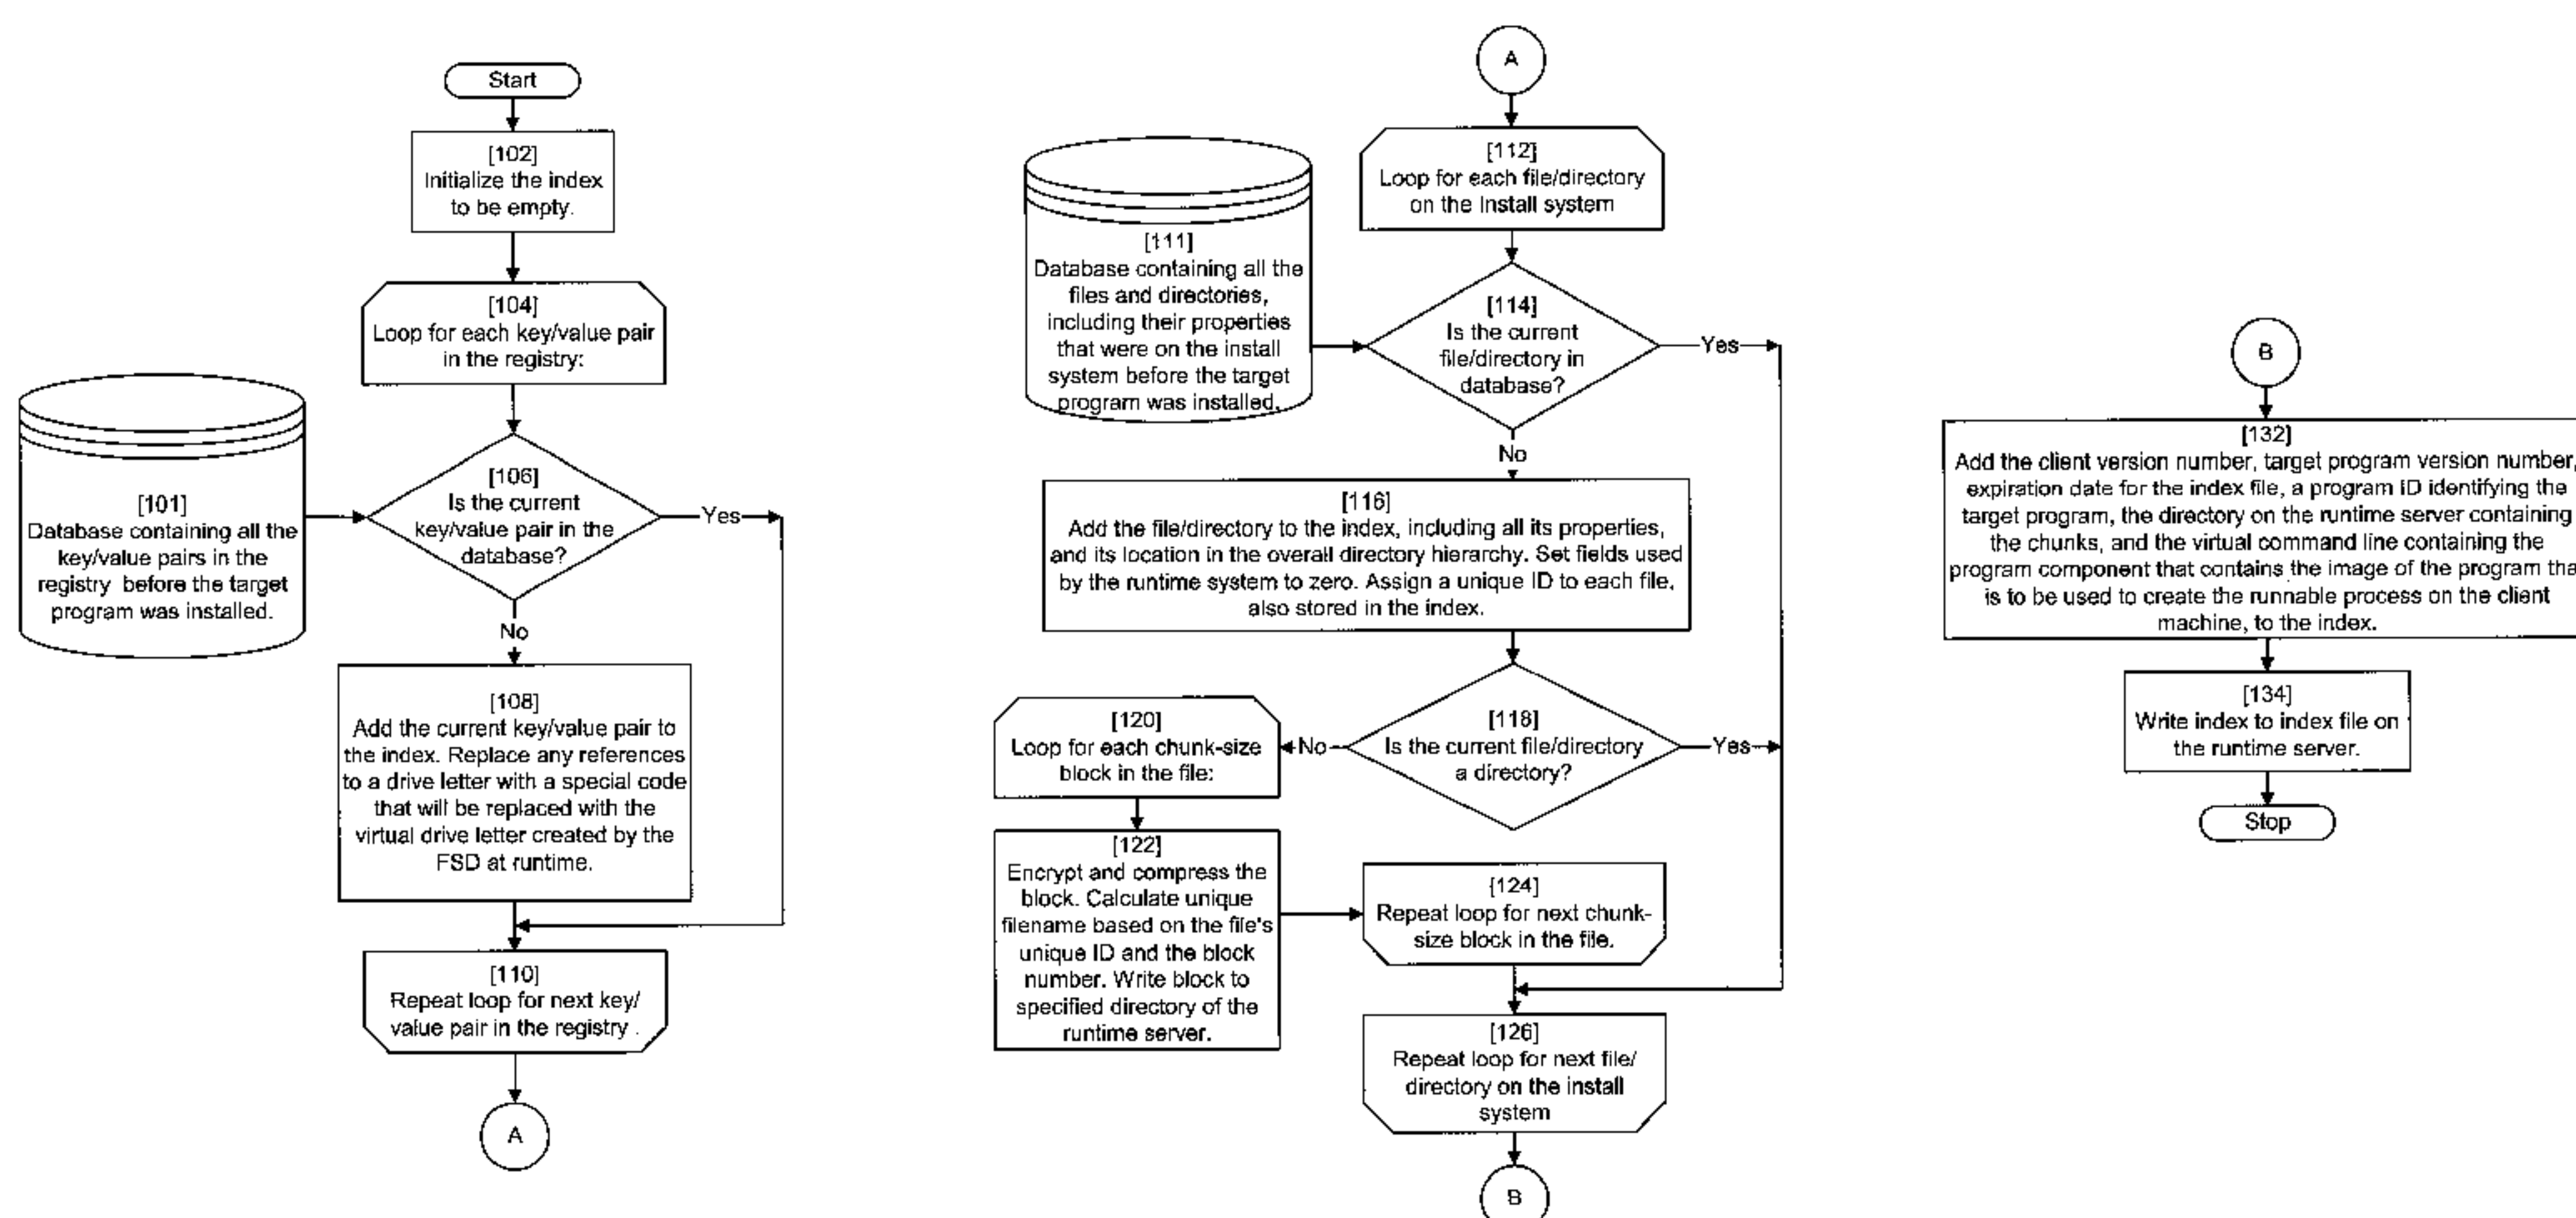 Start
[102]
Initialize the index
to be empty.
[104]
Loop for each key/value pair
in the registry:
[101]
Database containing all the
key/value pairs in the
registry before the target
program was installed.
[106]
Is the current
key/value pair in the
database?
Yes
No
[108]
Add the current key/value pair to
the index. Replace any references
to a drive letter with a special code
that will be replaced with the
virtual drive letter created by the
FSD at runtime.
[110]
Repeat loop for next key/
value pair in the registry .
A
A
[112]
Loop for each file/directory
on the Install system
[111]
Database containing all the
files and directories,
including their properties
that were on the install
system before the target
program was installed.
[114]
Is the current
file/directory in
database?
Yes
No
[116]
Add the file/directory to the index, including all its properties,
and its location in the overall directory hierarchy. Set fields used
by the runtime system to zero. Assign a unique ID to each file,
also stored in the index.
[118]
Is the current file/directory
a directory?
Yes
No
[120]
Loop for each chunk-size
block in the file:
[122]
Encrypt and compress the
block. Calculate unique
filename based on the file's
unique ID and the block
number. Write block to
specified directory of the
runtime server.
[124]
Repeat loop for next chunk-
size block in the file.
[126]
Repeat loop for next file/
directory on the install
system
B
B
[132]
Add the client version number, target program version number,
expiration date for the index file, a program ID identifying the
target program, the directory on the runtime server containing
the chunks, and the virtual command line containing the
program component that contains the image of the program tha
is to be used to create the runnable process on the client
machine, to the index.
[134]
Write index to index file on
the runtime server.
Stop